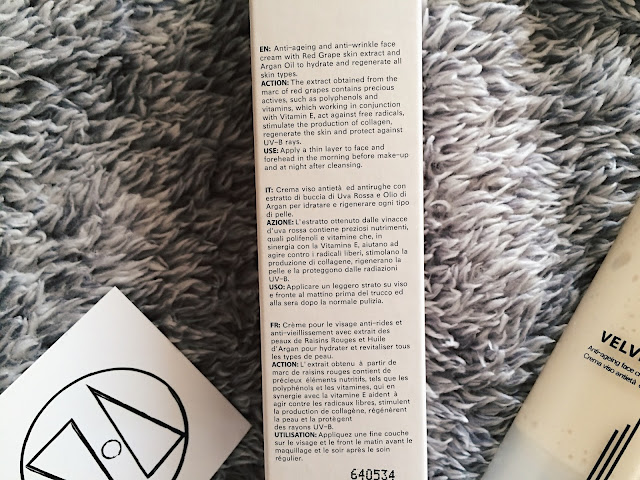 EN: Anti-ageing and anti-wrinkle face
cream with Red Grape skin extract and
Argan Oil to hydrate and regenerate all
skin types.
ACTION: The extract obtained from the
marc of red grapes contains precious
actives, such as polyphenols and
vitamins, which working in conjunction
with Vitamin E, act against free radicals,
stimulate the production of collagen,
regenerate the skin and protect against
UV-B rays.
USE: Apply a thin layer to face and
forehead in the morning before make-up
and at night after cleansing.
IT: Crema viso antietà ed antirughe con
estratto di buccia di Uva Rossa e Olio di
Argan per idratare e rigenerare ogni tipo
di pelle.
AZIONE: L'estratto ottenuto dalle vinacce
d'uva rossa contiene preziosi nutrimenti,
quali polifenoli e vitamine che, in
sinergia con la Vitamina E, aiutano ad
agire contro i radicali liberi, stimolano la
produzione di collagene, rigenerano la
pelle e la proteggono dalle radiazioni
UV-B.
USO: Applicare un leggero strato su viso
e fronte al mattino prima del trucco ed
alla sera dopo la normale pulizia.
FR: Crème pour le visage anti-rides et
anti-vieillissement avec extrait des
peaux de Raisins Rouges et Huile
d'Argan pour hydrater et revitaliser tous
les types de peau.
ACTION: L' extrait obtenu à partir de
marc de raisins rouges contient de
précieux éléments nutritifs, tels que les
polyphénols et les vitamines, qui en
synergie avec la vitamine E aident à
agir contre les radicaux libres, stimulent
la production de collagène, régénèrent
la peau et la protègent
des rayons UV-B.
UTILISATION: Appliquez une fine couche
sur le visage et le front le matin avant le
maquillage et le soir après le soin
régulier.
640534
VELV
Anti-ageing face
Crema viso antietà